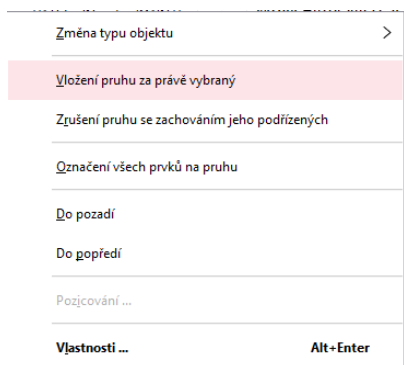 Změna typu objektu
Vložení pruhu za právě vybraný
Zrušení pruhu se zachováním jeho podřízených
Označení všech prvků na pruhu
Do pozadí
Do popředí
Pozicování ...
Vlastnosti ... Alt+Enter